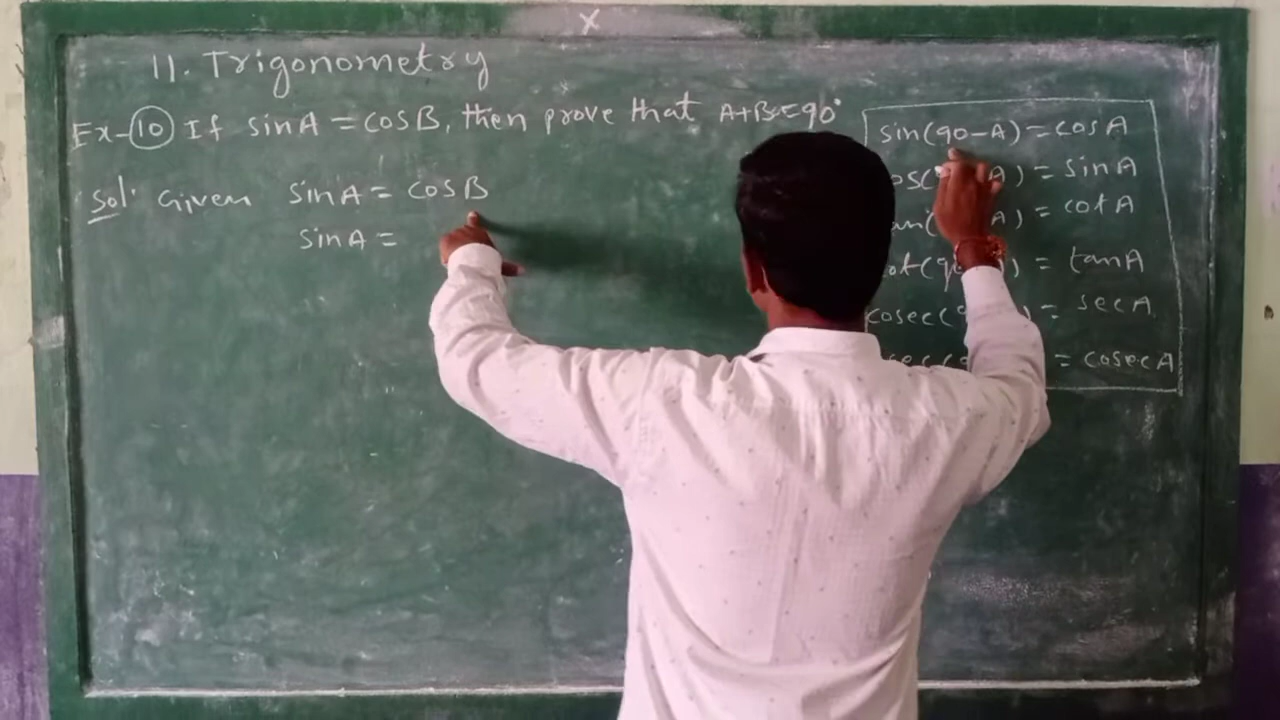 11. Trigonometry
Ex-10 If sinA = cosB, then prove that A+B=90°
Sol: Given sinA = cosB
sinA =
sin(90-A) = cosA
A) = sinA
A) = cotA
= tanA
cosec( ) = secA
= cosecA